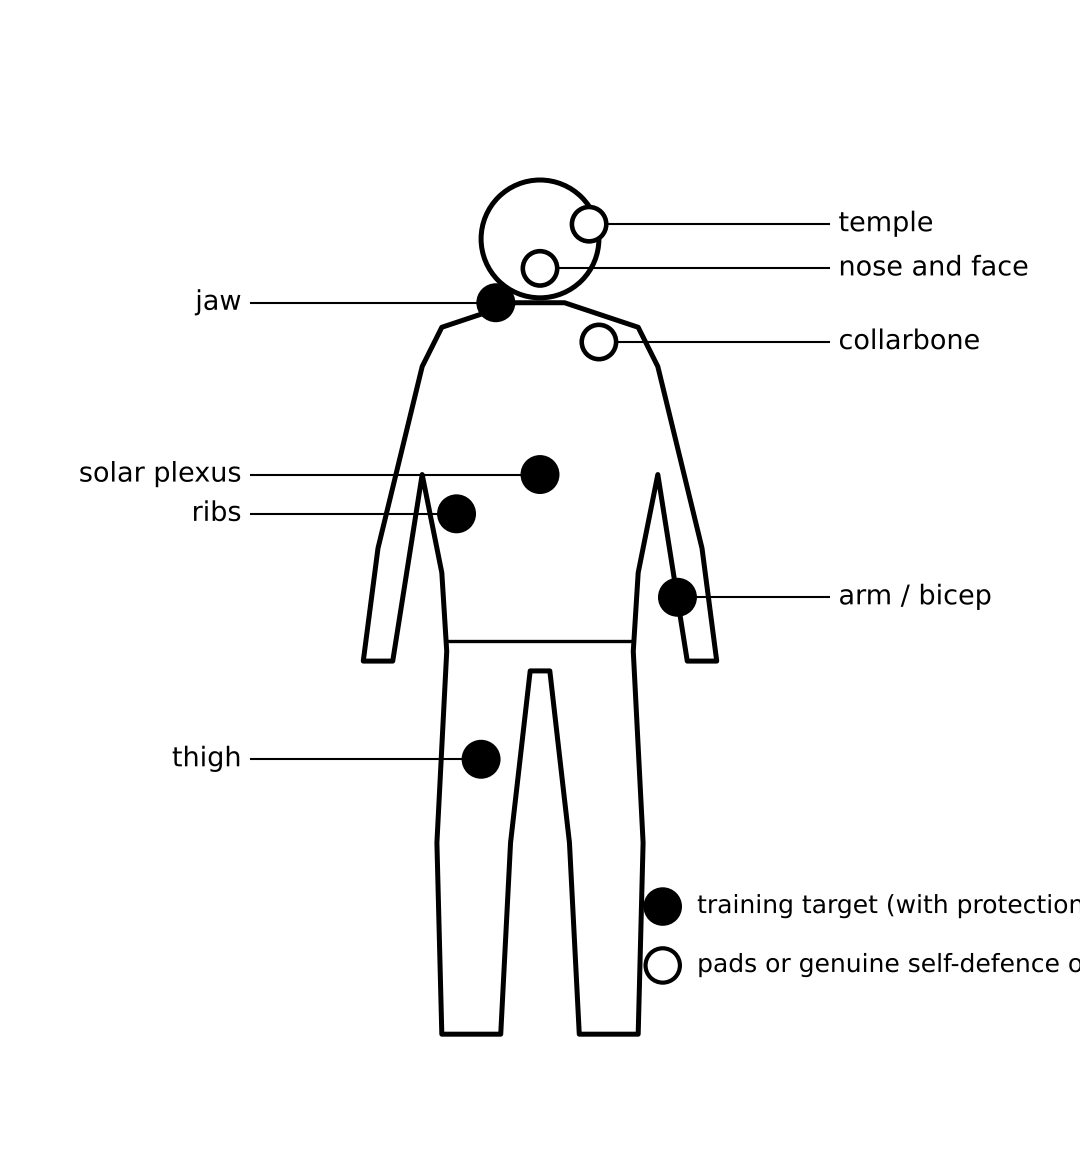 temple
nose and face
jaw
collarbone
solar plexus
ribs
arm / bicep
thigh
training target (with protection
pads or genuine self-defence o